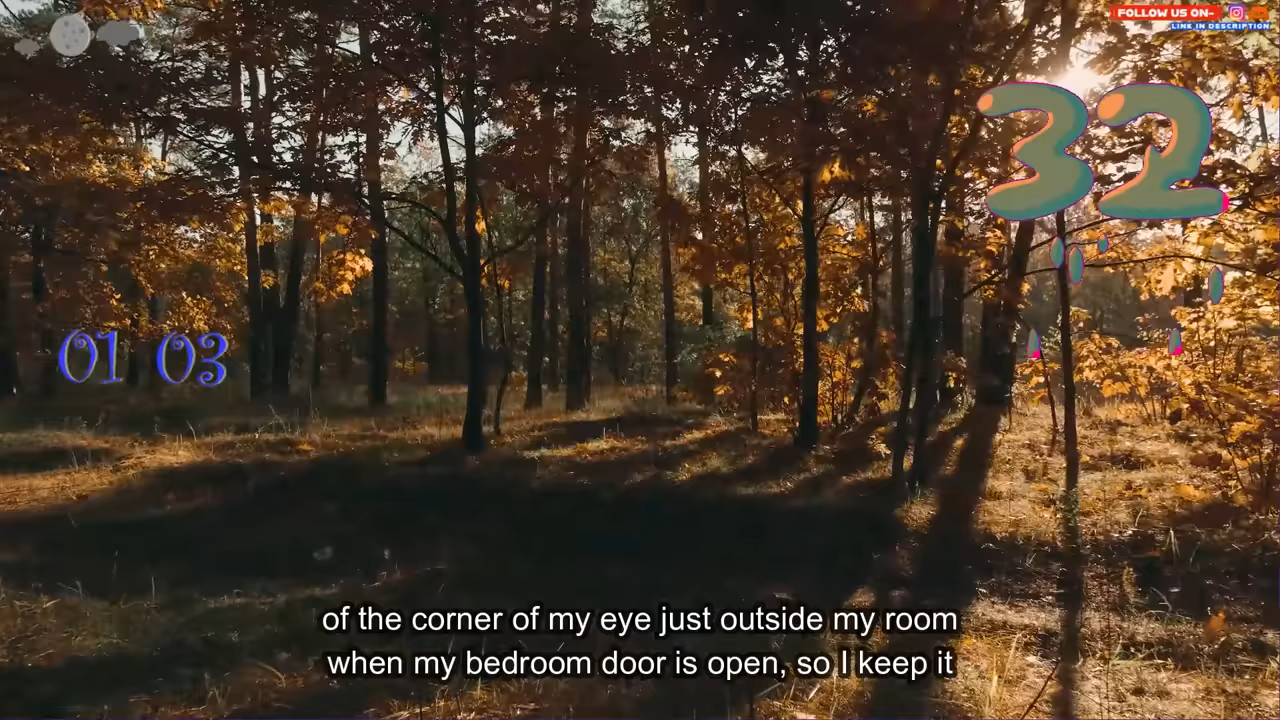 FOLLOW US ON-
LINK IN DESCRIPTION
32
01 03
of the corner of my eye just outside my room
when my bedroom door is open, so I keep it